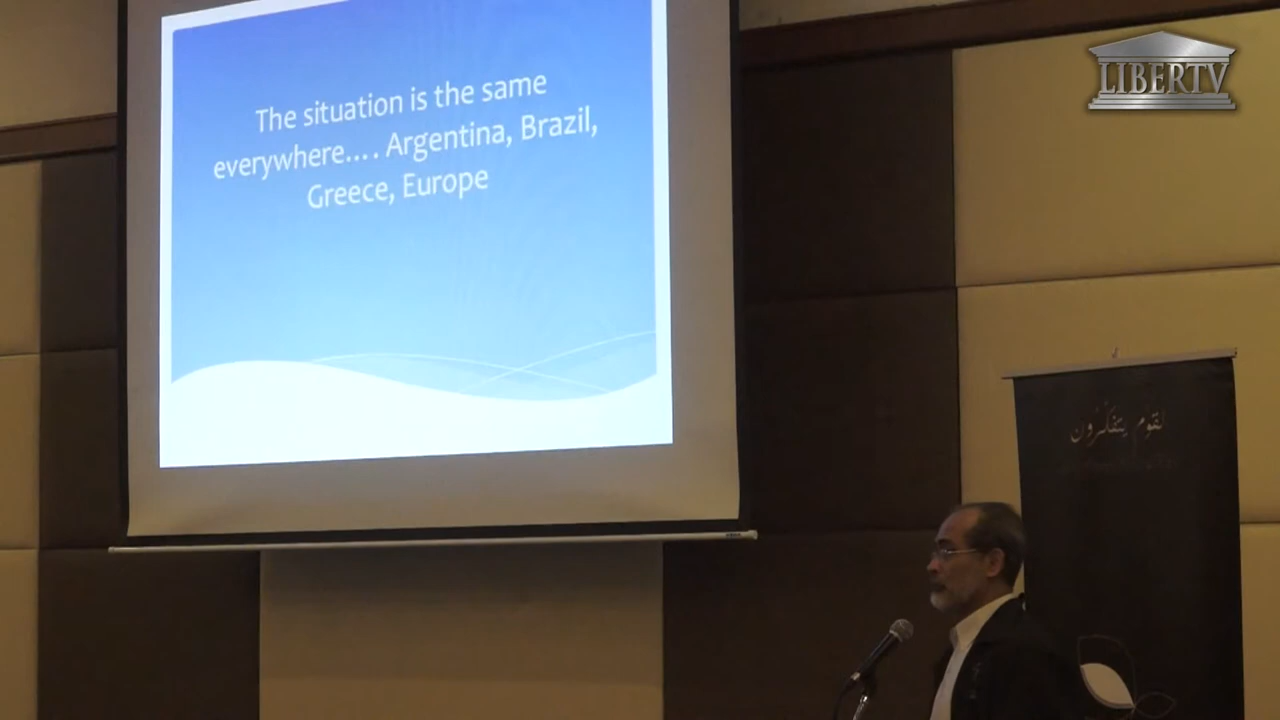 The situation is the same
everywhere.... Argentina, Brazil,
Greece, Europe
LIBERTV
لقوم يتفكرون